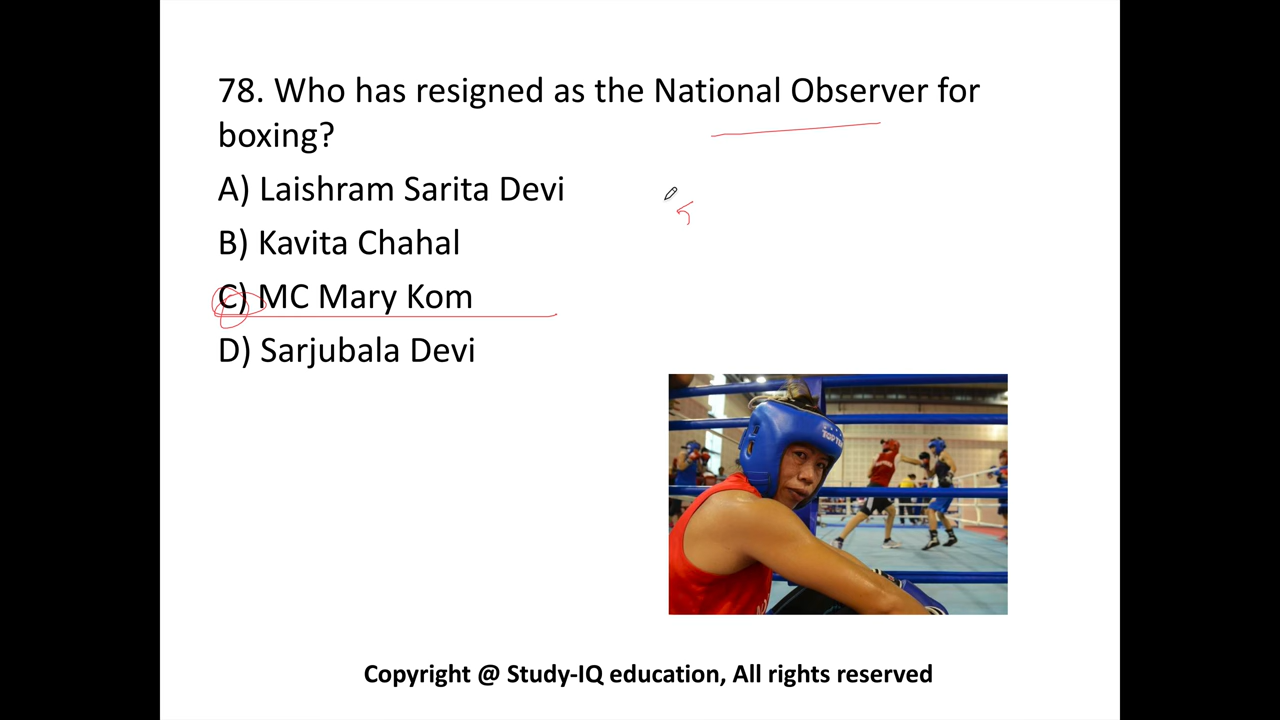 78. Who has resigned as the National Observer for
boxing?
A) Laishram Sarita Devi
B) Kavita Chahal
C) MC Mary Kom
D) Sarjubala Devi
Copyright @ Study-IQ education, All rights reserved